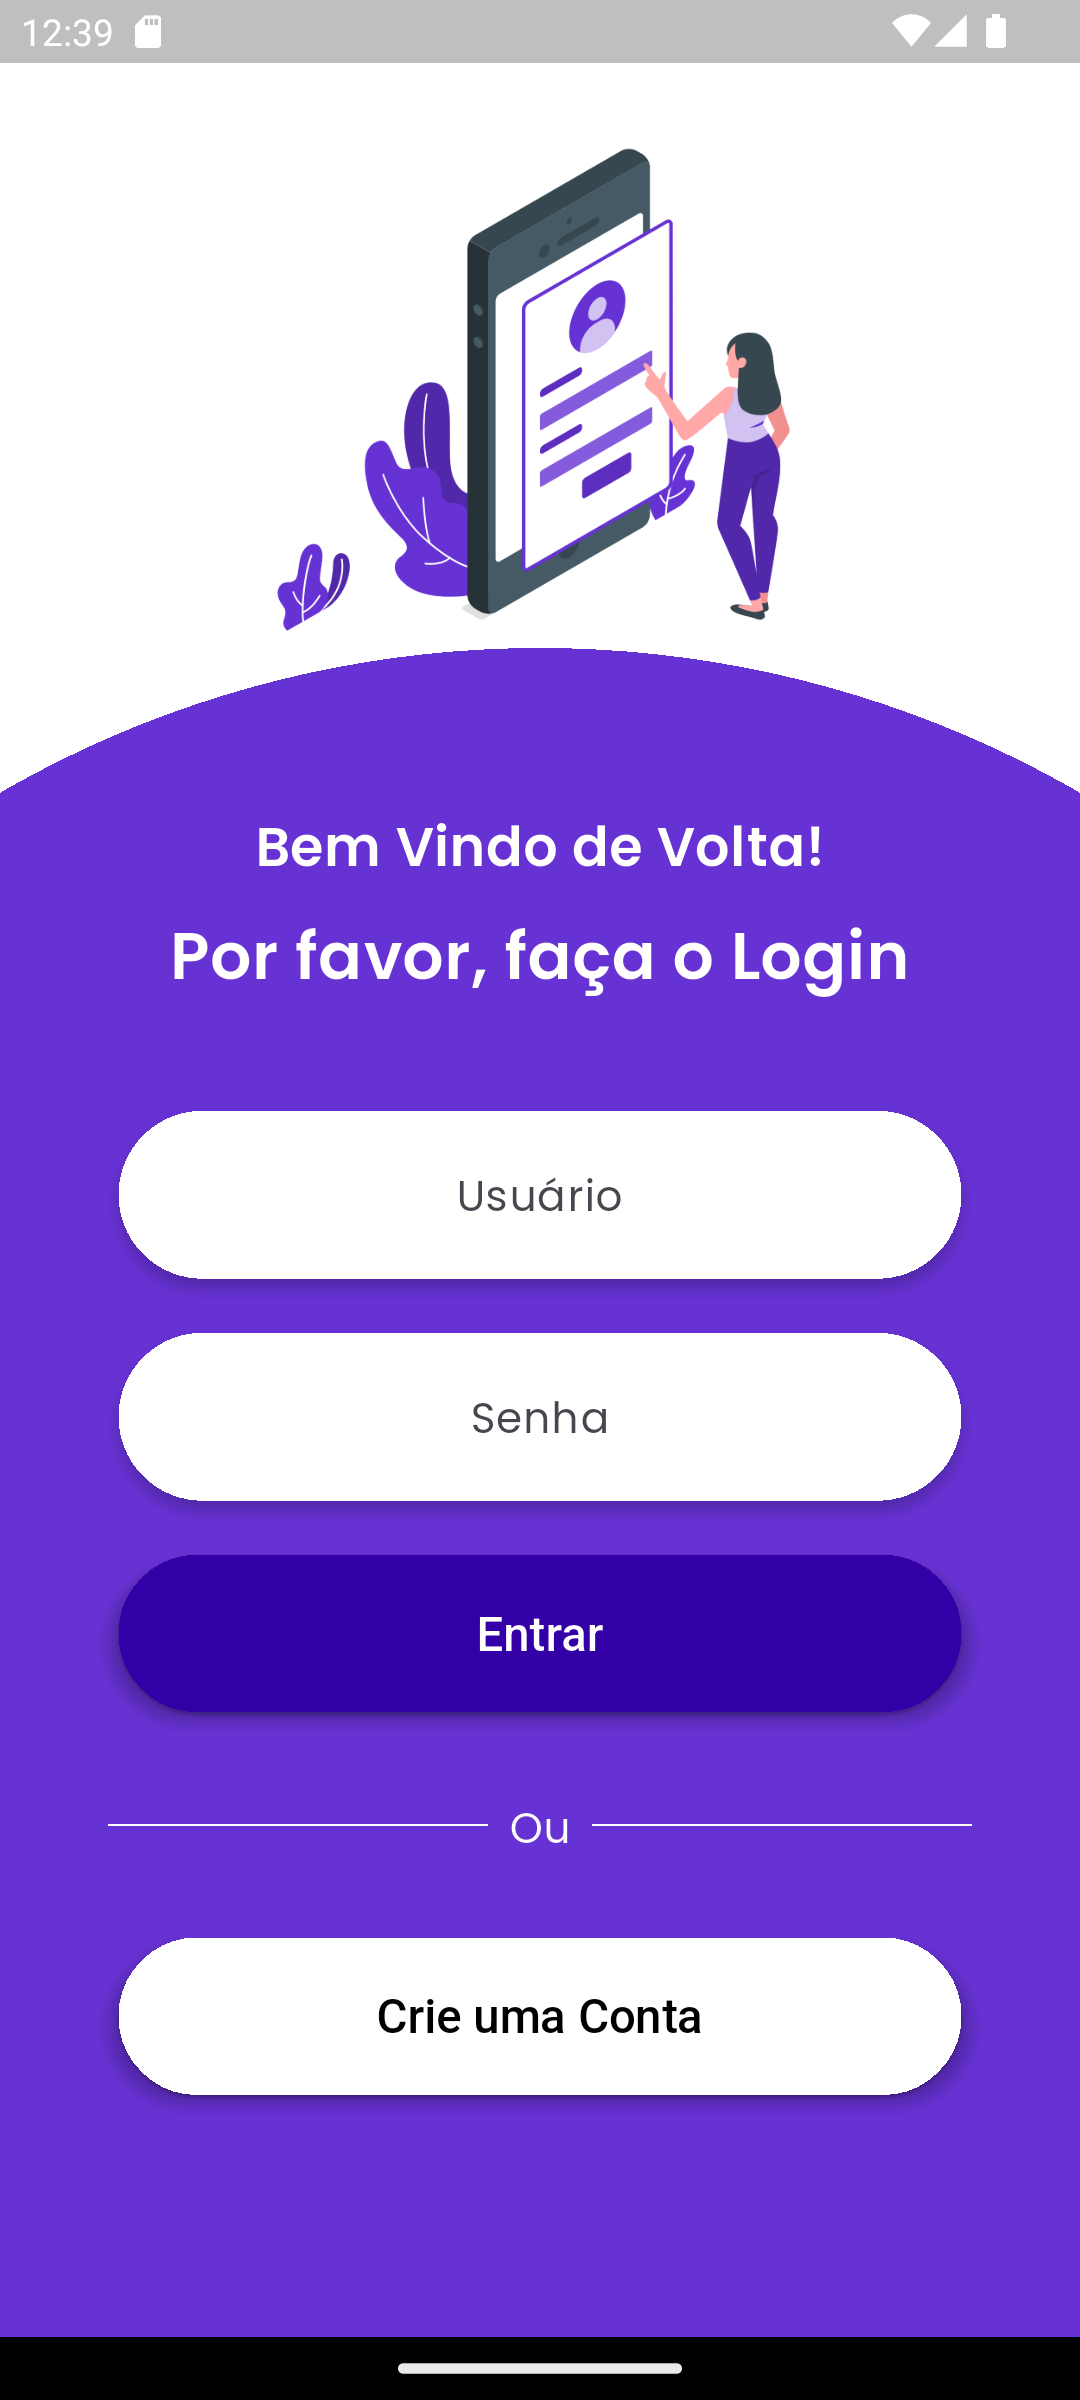 12:39
Bem Vindo de Volta!
Por favor, faça o Login
Usuário
Senha
Entrar
Ou
Crie uma Conta